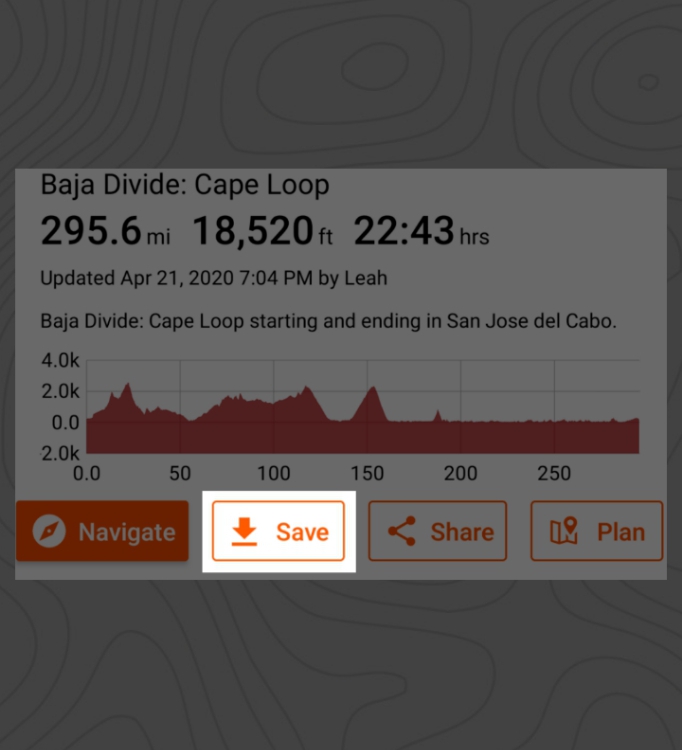 Baja Divide: Cape Loop
295.6 mi 18,520 ft 22:43 hrs
Updated Apr 21, 2020 7:04 PM by Leah
Baja Divide: Cape Loop starting and ending in San Jose del Cabo.
4.0k
2.0k
0.0
2.0k
0.0 50 100 150 200 250
Navigate Save Share Plan